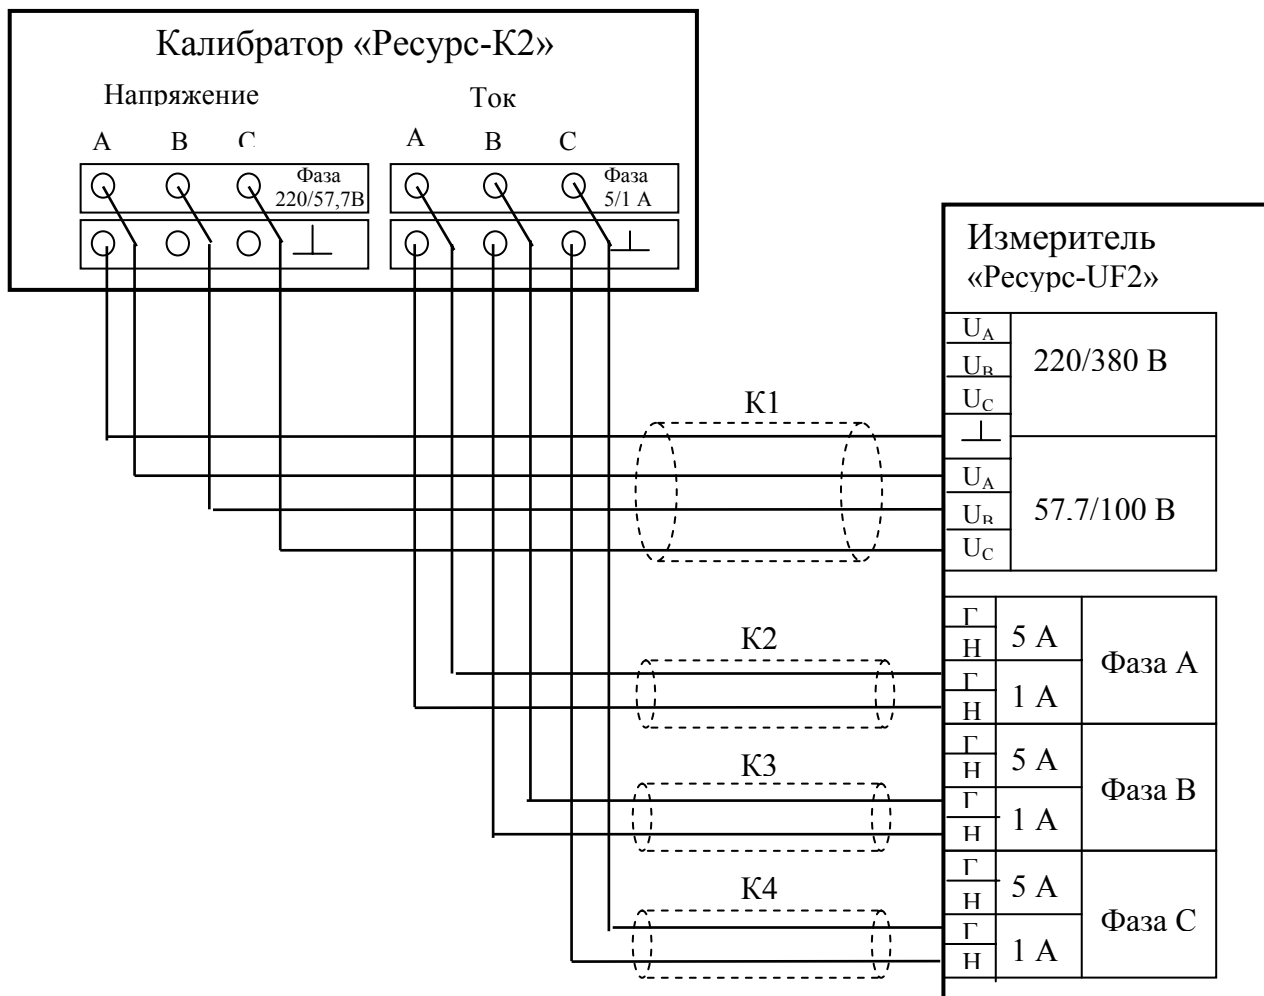 Калибратор «Ресурс-К2»
Напряжение
Ток
A B C
A B C
Фаза
220/57,7В
Фаза
5/1 А
Измеритель
«Ресурс-UF2»
UA
UB
UC
220/380 В
UA
UB
UC
57,7/100 В
К1
К2
К3
К4
Г
Н
5 А
Г
Н
1 А
Фаза А
Г
Н
5 А
Г
Н
1 А
Фаза В
Г
Н
5 А
Г
Н
1 А
Фаза С